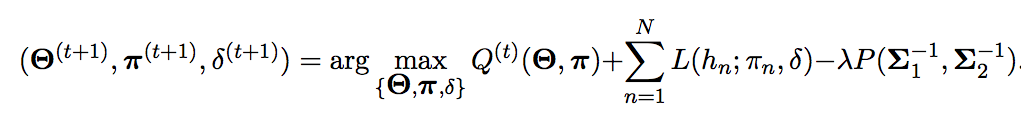 (𝚯^{(t+1)}, 𝝅^{(t+1)}, δ^{(t+1)}) = arg max_{{𝚯,𝝅,δ}} Q^{(t)}(𝚯, 𝝅)+∑_{n=1}^{N} L(h_n; π_n, δ)−λP(𝚺_1^{−1}, 𝚺_2^{−1}).